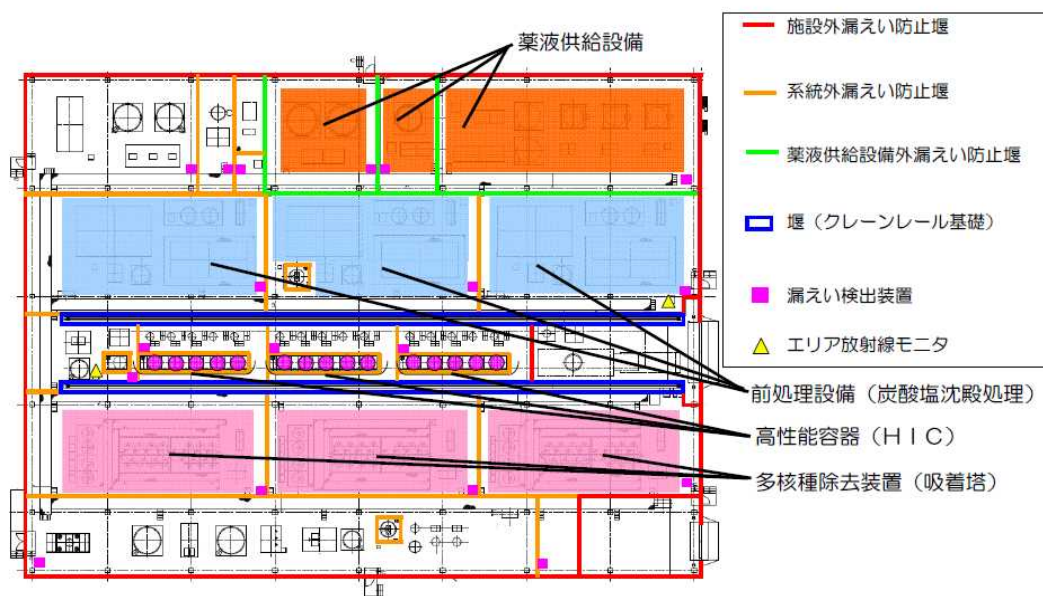 薬液供給設備
施設外漏えい防止堰
系統外漏えい防止堰
薬液供給設備外漏えい防止堰
堰（クレーンレール基礎）
漏えい検出装置
エリア放射線モニタ
前処理設備（炭酸塩沈殿処理）
高性能容器（ＨＩＣ）
多核種除去装置（吸着塔）